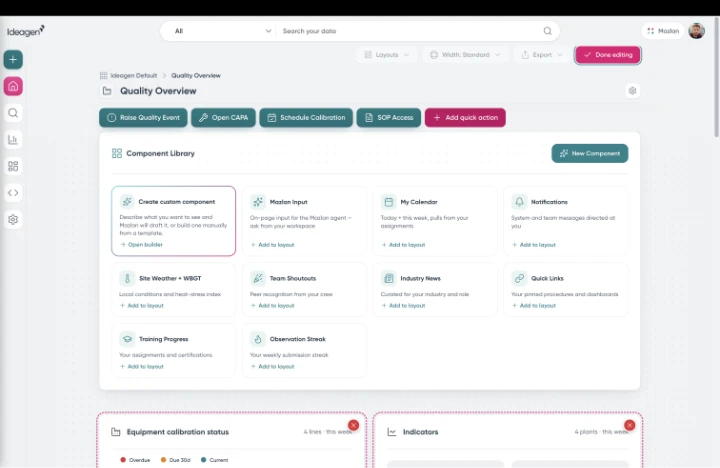 Ideagen
All
Search your data
Mazlan
Layouts
Width: Standard
Export
Done editing
Ideagen Default > Quality Overview
Quality Overview
Raise Quality Event
Open CAPA
Schedule Calibration
SOP Access
+ Add quick action
Component Library
New Component
Create custom component
Describe what you want to see and
Mazlan will draft it, or build one manually
from a template.
Open builder
Mazlan Input
On-page input for the Mazlan agent —
ask from your workspace
+ Add to layout
My Calendar
Today + this week, pulls from your
assignments
+ Add to layout
Notifications
System and team messages directed at
you
+ Add to layout
Site Weather + WBGT
Local conditions and heat-stress index
+ Add to layout
Team Shoutouts
Peer recognition from your crew
+ Add to layout
Industry News
Curated for your industry and role
+ Add to layout
Quick Links
Your pinned procedures and dashboards
+ Add to layout
Training Progress
Your assignments and certifications
+ Add to layout
Observation Streak
Your weekly submission streak
+ Add to layout
Equipment calibration status
4 lines · this week
Overdue
Due 30d
Current
Indicators
4 plants · this week